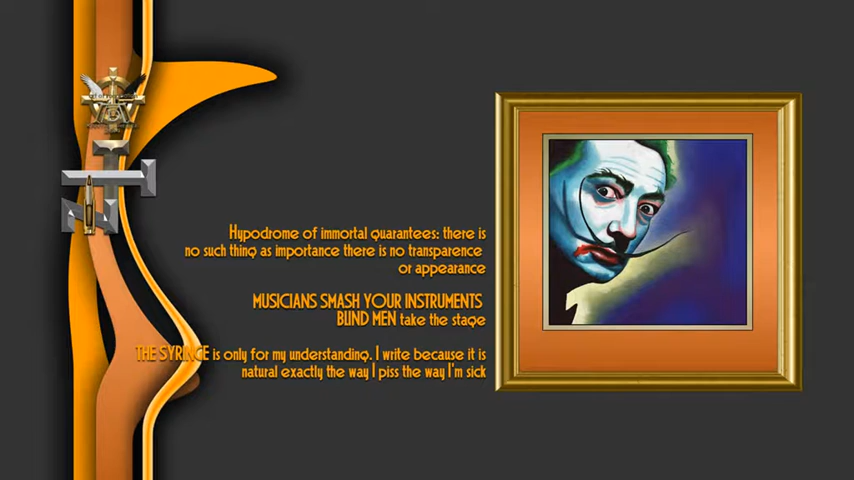 Hypodrome of immortal guarantees: there is
no such thing as importance there is no transparence
or appearance
MUSICIANS SMASH YOUR INSTRUMENTS
BLIND MEN take the stage
THE SYRINGE is only for my understanding. I write because it is
natural exactly the way I piss the way I'm sick